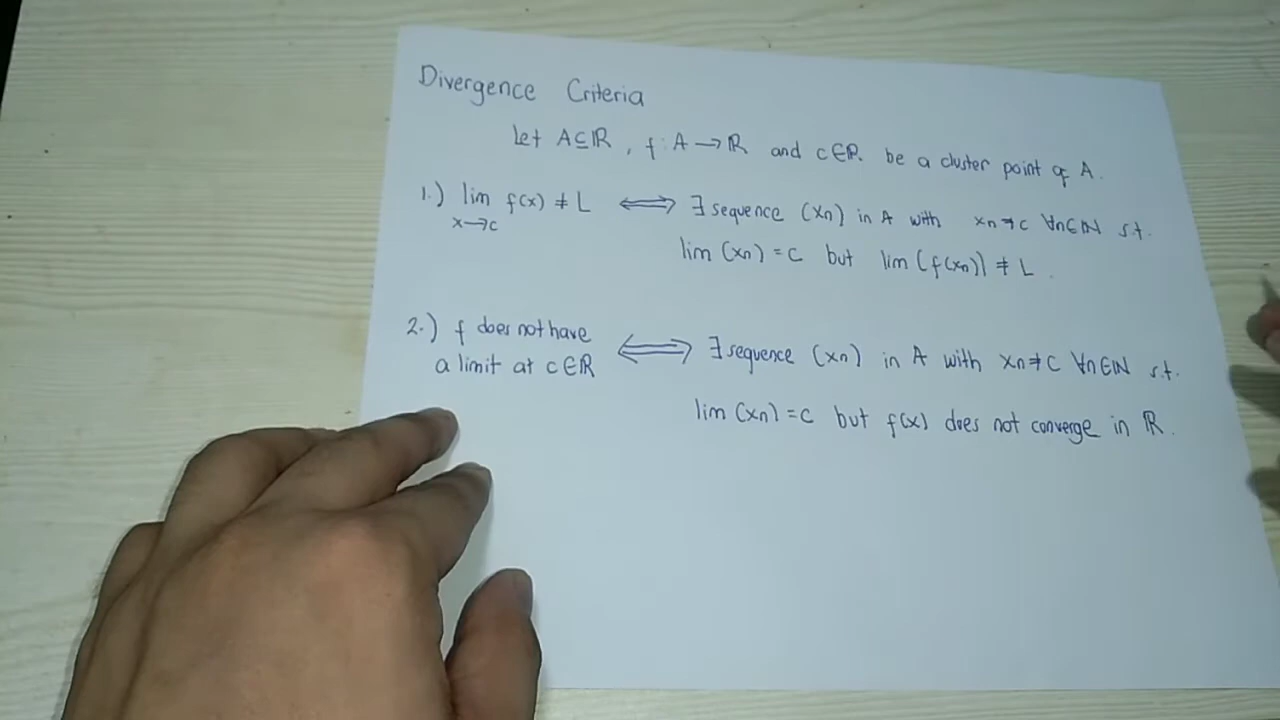 Divergence Criteria
Let A⊆ℝ, f: A→ℝ and c∈ℝ be a cluster point of A.
1.) lim f(x) ≠ L ⟺ ∃ sequence (xn) in A with xn≠c ∀n∈ℕ s.t.
x→c
lim (xn) = c but lim (f(xn)) ≠ L.
2.) f does not have
a limit at c∈ℝ ⟺ ∃ sequence (xn) in A with xn≠c ∀n∈ℕ s.t.
lim (xn) = c but f(x) does not converge in ℝ.